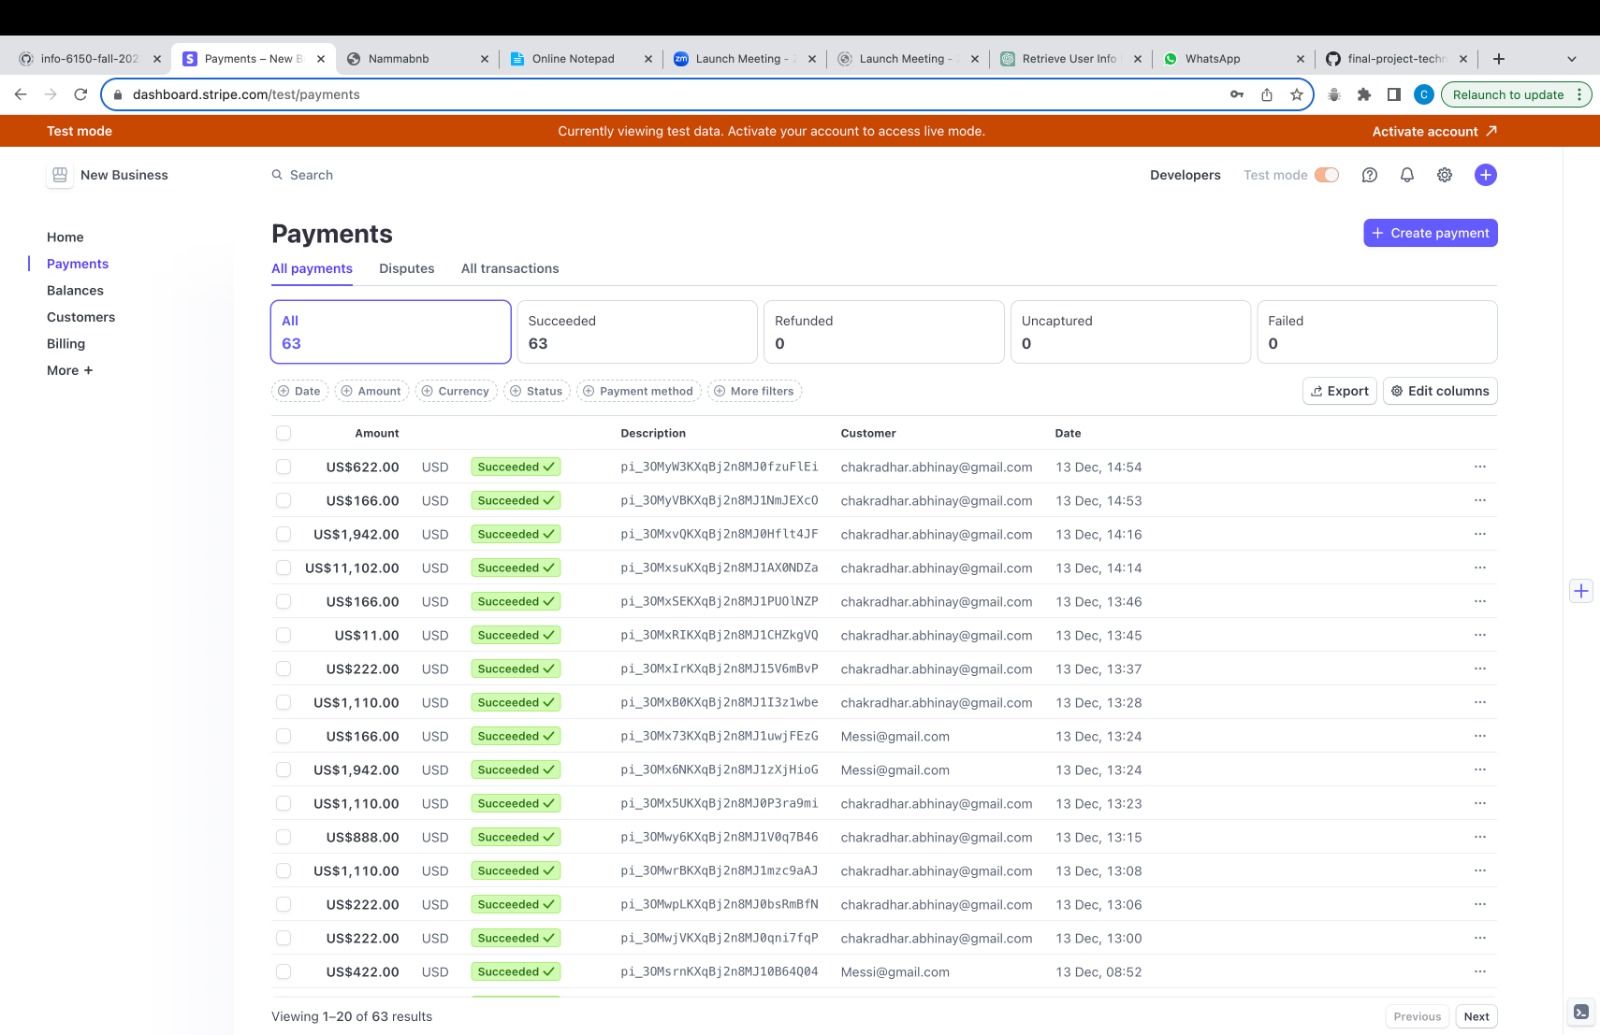 info-6150-fall-202
Payments – New B
Nammabnb
Online Notepad
Launch Meeting -
Launch Meeting -
Retrieve User Info
WhatsApp
final-project-techn
dashboard.stripe.com/test/payments
C
Relaunch to update
Test mode
Currently viewing test data. Activate your account to access live mode.
Activate account
New Business
Search
Developers
Test mode
Home
Payments
Balances
Customers
Billing
More +
Payments
+ Create payment
All payments
Disputes
All transactions
All
63
Succeeded
63
Refunded
0
Uncaptured
0
Failed
0
Date
Amount
Currency
Status
Payment method
More filters
Export
Edit columns
Amount Description Customer Date
US$622.00 USD Succeeded ✓ pi_3OMyW3KXqBj2n8MJ0fzuFlEi chakradhar.abhinay@gmail.com 13 Dec, 14:54 ...
US$166.00 USD Succeeded ✓ pi_3OMyVBKXqBj2n8MJ1NmJEXcO chakradhar.abhinay@gmail.com 13 Dec, 14:53 ...
US$1,942.00 USD Succeeded ✓ pi_3OMxvQKXqBj2n8MJ0Hflt4JF chakradhar.abhinay@gmail.com 13 Dec, 14:16 ...
US$11,102.00 USD Succeeded ✓ pi_3OMxsuKXqBj2n8MJ1AX0NDZa chakradhar.abhinay@gmail.com 13 Dec, 14:14 ...
US$166.00 USD Succeeded ✓ pi_3OMxSEKXqBj2n8MJ1PUOlNZP chakradhar.abhinay@gmail.com 13 Dec, 13:46 ...
US$11.00 USD Succeeded ✓ pi_3OMxRIKXqBj2n8MJ1CHZkgVQ chakradhar.abhinay@gmail.com 13 Dec, 13:45 ...
US$222.00 USD Succeeded ✓ pi_3OMxIrKXqBj2n8MJ15V6mBvP chakradhar.abhinay@gmail.com 13 Dec, 13:37 ...
US$1,110.00 USD Succeeded ✓ pi_3OMxB0KXqBj2n8MJ1I3z1wbe chakradhar.abhinay@gmail.com 13 Dec, 13:28 ...
US$166.00 USD Succeeded ✓ pi_3OMx73KXqBj2n8MJ1uwjFEzG Messi@gmail.com 13 Dec, 13:24 ...
US$1,942.00 USD Succeeded ✓ pi_3OMx6NKXqBj2n8MJ1zXjHioG Messi@gmail.com 13 Dec, 13:24 ...
US$1,110.00 USD Succeeded ✓ pi_3OMx5UKXqBj2n8MJ0P3ra9mi chakradhar.abhinay@gmail.com 13 Dec, 13:23 ...
US$888.00 USD Succeeded ✓ pi_3OMwy6KXqBj2n8MJ1V0q7B46 chakradhar.abhinay@gmail.com 13 Dec, 13:15 ...
US$1,110.00 USD Succeeded ✓ pi_3OMwrBKXqBj2n8MJ1mzc9aAJ chakradhar.abhinay@gmail.com 13 Dec, 13:08 ...
US$222.00 USD Succeeded ✓ pi_3OMwpLKXqBj2n8MJ0bsRmBfN chakradhar.abhinay@gmail.com 13 Dec, 13:06 ...
US$222.00 USD Succeeded ✓ pi_3OMwjVKXqBj2n8MJ0qni7fqP chakradhar.abhinay@gmail.com 13 Dec, 13:00 ...
US$422.00 USD Succeeded ✓ pi_3OMsrnKXqBj2n8MJ10B64Q04 Messi@gmail.com 13 Dec, 08:52 ...
Viewing 1–20 of 63 results
Previous
Next